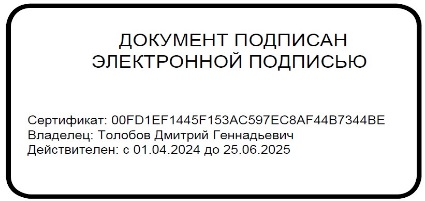 ДОКУМЕНТ ПОДПИСАН
ЭЛЕКТРОННОЙ ПОДПИСЬЮ
Сертификат: 00FD1EF1445F153AC597EC8AF44B7344BE
Владелец: Толобов Дмитрий Геннадьевич
Действителен: с 01.04.2024 до 25.06.2025